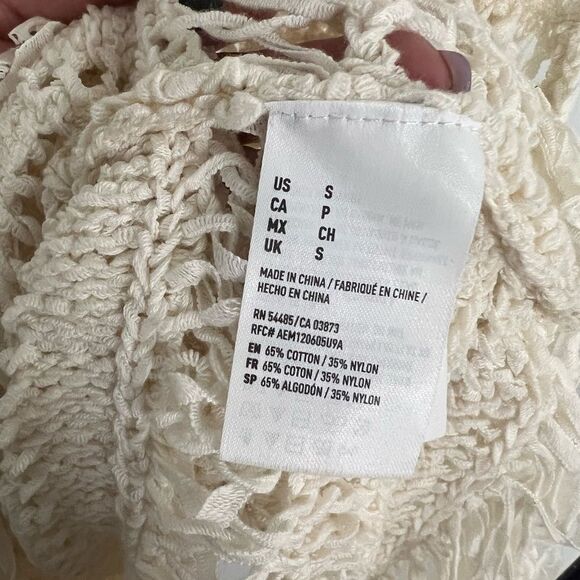 US S
CA P
MX CH
UK S
MADE IN CHINA / FABRIQUÉ EN CHINE /
HECHO EN CHINA
RN 54485/CA 03873
RFC# AEM120605U9A
EN 65% COTTON / 35% NYLON
FR 65% COTON / 35% NYLON
SP 65% ALGODÓN / 35% NYLON